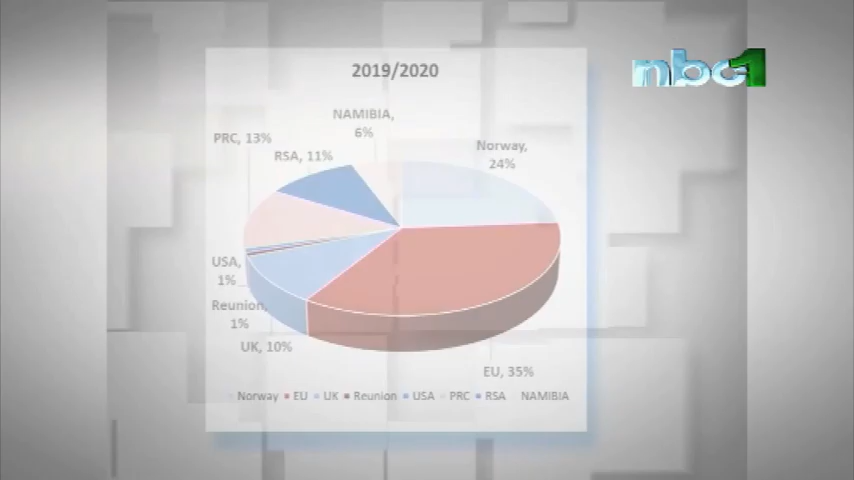 2019/2020
nbc1
NAMIBIA,
6%
PRC, 13%
RSA, 11%
Norway,
24%
USA,
1%
Reunion,
1%
UK, 10%
EU, 35%
Norway EU UK Reunion USA PRC RSA NAMIBIA